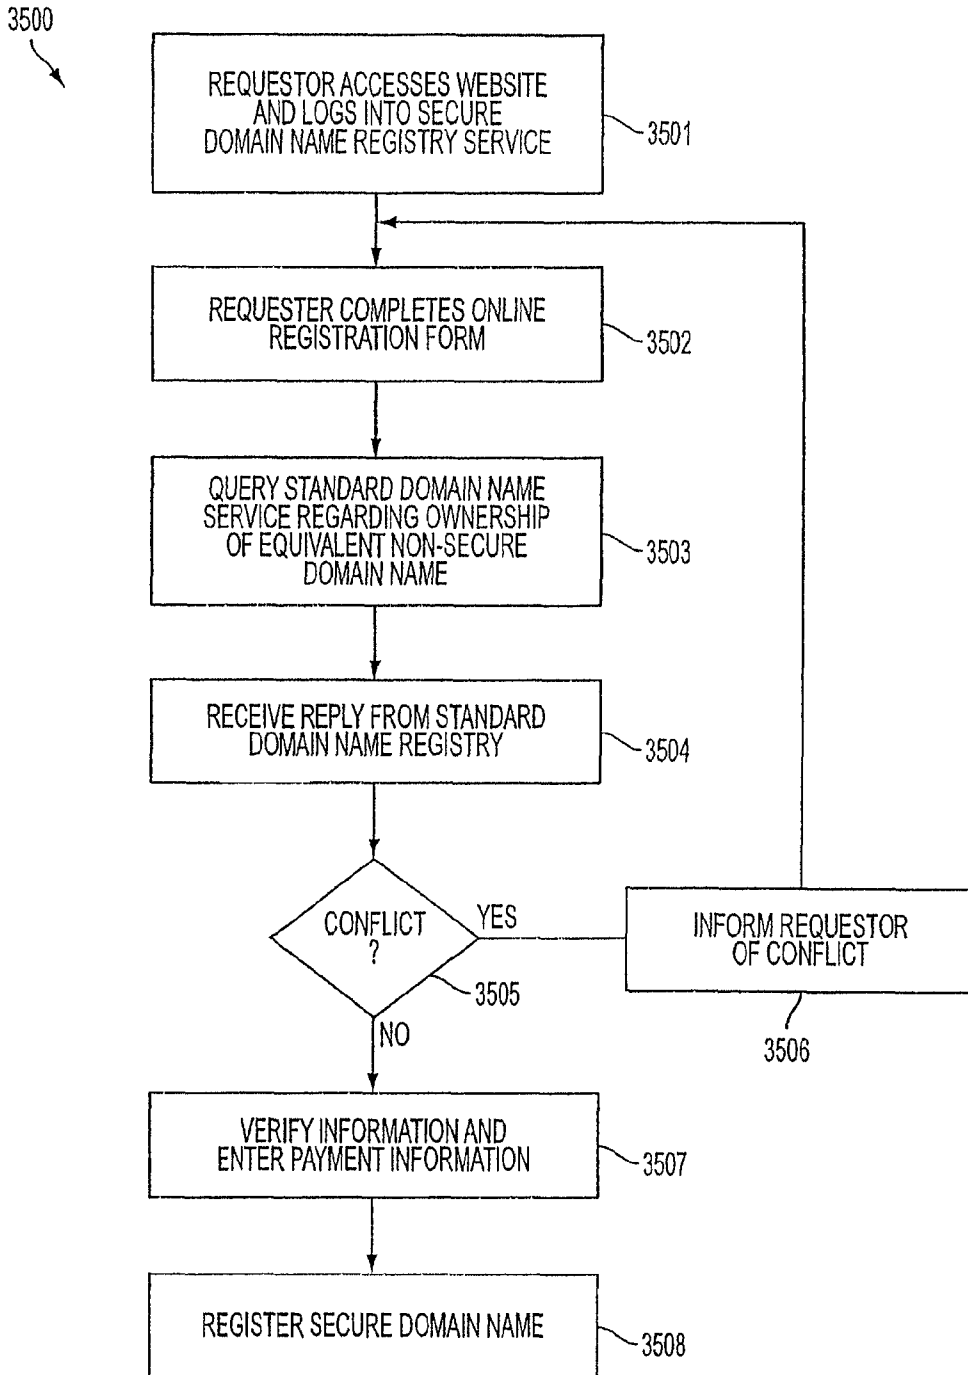 3500
REQUESTOR ACCESSES WEBSITE
AND LOGS INTO SECURE
DOMAIN NAME REGISTRY SERVICE
3501
REQUESTER COMPLETES ONLINE
REGISTRATION FORM
3502
QUERY STANDARD DOMAIN NAME
SERVICE REGARDING OWNERSHIP
OF EQUIVALENT NON-SECURE
DOMAIN NAME
3503
RECEIVE REPLY FROM STANDARD
DOMAIN NAME REGISTRY
3504
CONFLICT
?
YES
3505
INFORM REQUESTOR
OF CONFLICT
3506
NO
VERIFY INFORMATION AND
ENTER PAYMENT INFORMATION
3507
REGISTER SECURE DOMAIN NAME
3508